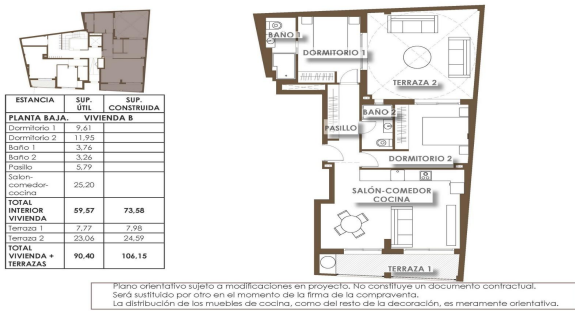 ESTANCIA SUP. ÚTIL SUP. CONSTRUIDA
PLANTA BAJA. VIVIENDA B
Dormitorio 1 9,61
Dormitorio 2 11,95
Baño 1 3,76
Baño 2 3,26
Pasillo 5,79
Salon-
comedor-
cocina 25,20
TOTAL
INTERIOR
VIVIENDA 59,57 73,58
Terraza 1 7,77 7,98
Terraza 2 23,06 24,59
TOTAL
VIVIENDA +
TERRAZAS 90,40 106,15
BAÑO 1
DORMITORIO 1
TERRAZA 2
BAÑO 2
PASILLO
DORMITORIO 2
SALÓN-COMEDOR
COCINA
TERRAZA 1
Plano orientativo sujeto a modificaciones en proyecto. No constituye un documento contractual.
Será sustituido por otro en el momento de la firma de la compraventa.
La distribución de los muebles de cocina, como del resto de la decoración, es meramente orientativa.